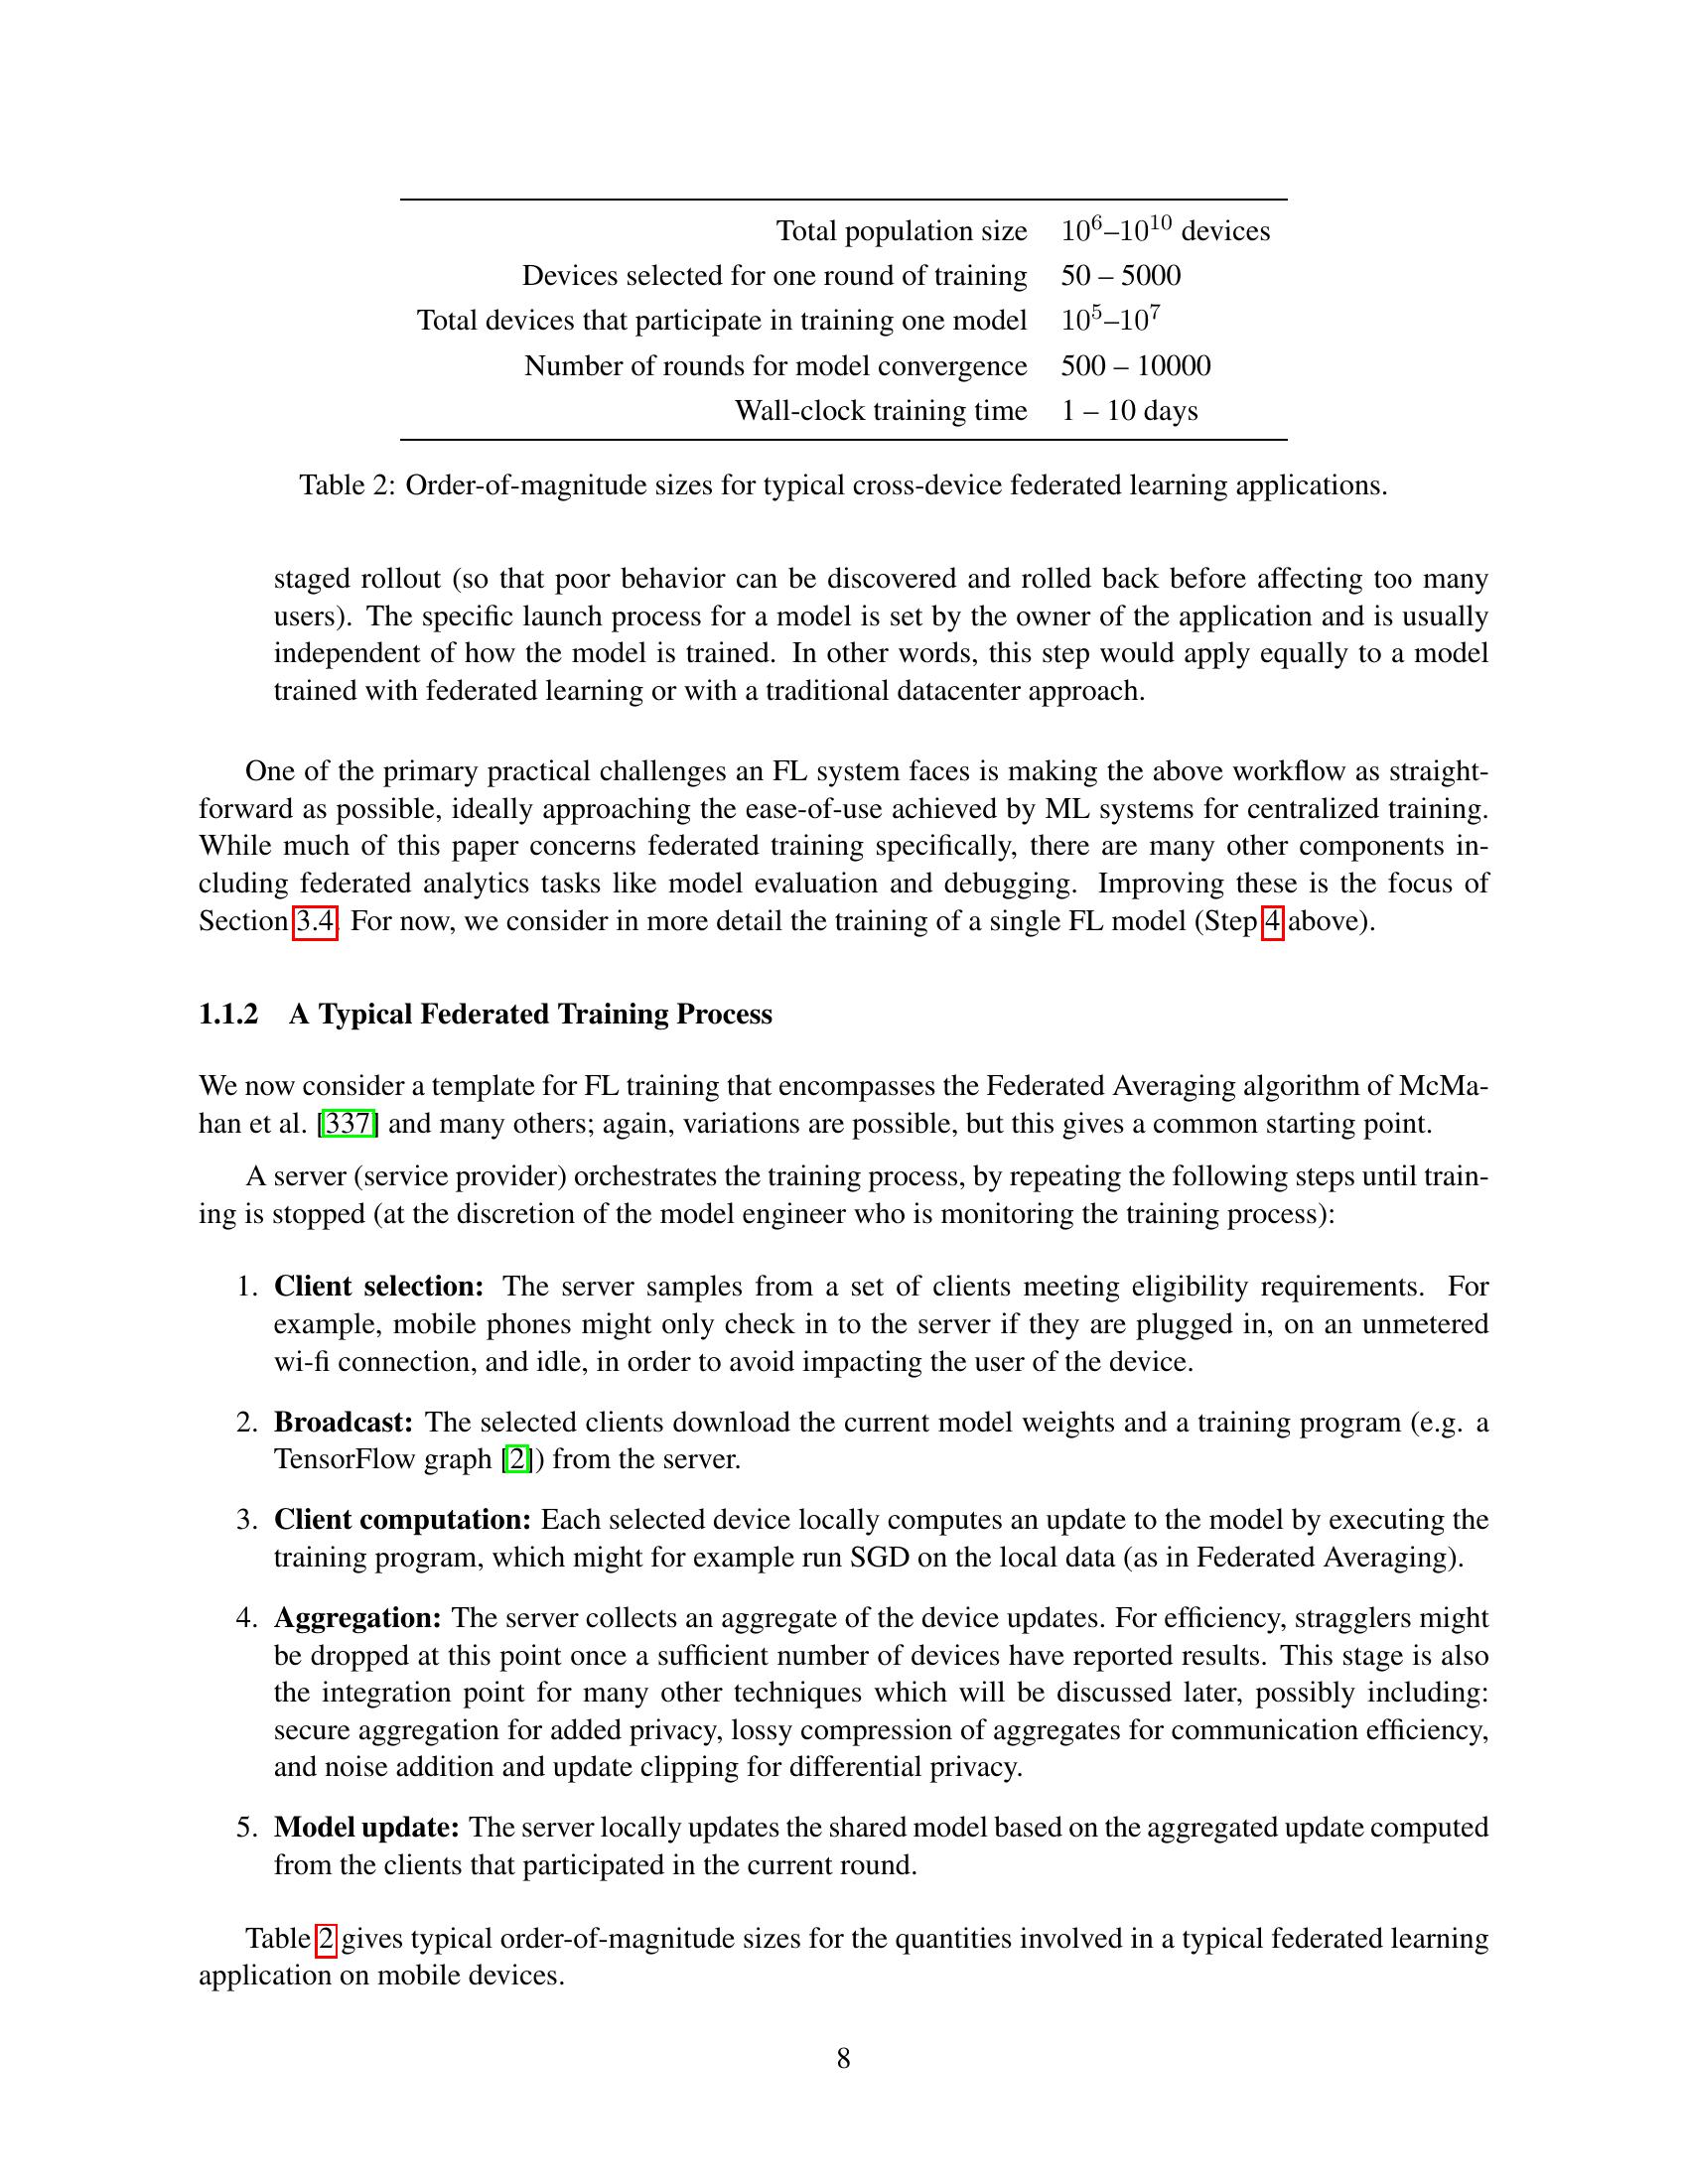 Total population size 10^6–10^10 devices
Devices selected for one round of training 50 – 5000
Total devices that participate in training one model 10^5–10^7
Number of rounds for model convergence 500 – 10000
Wall-clock training time 1 – 10 days
Table 2: Order-of-magnitude sizes for typical cross-device federated learning applications.
staged rollout (so that poor behavior can be discovered and rolled back before affecting too many
users). The specific launch process for a model is set by the owner of the application and is usually
independent of how the model is trained. In other words, this step would apply equally to a model
trained with federated learning or with a traditional datacenter approach.
One of the primary practical challenges an FL system faces is making the above workflow as straight-
forward as possible, ideally approaching the ease-of-use achieved by ML systems for centralized training.
While much of this paper concerns federated training specifically, there are many other components in-
cluding federated analytics tasks like model evaluation and debugging. Improving these is the focus of
Section 3.4. For now, we consider in more detail the training of a single FL model (Step 4 above).
1.1.2 A Typical Federated Training Process
We now consider a template for FL training that encompasses the Federated Averaging algorithm of McMa-
han et al. [337] and many others; again, variations are possible, but this gives a common starting point.
A server (service provider) orchestrates the training process, by repeating the following steps until train-
ing is stopped (at the discretion of the model engineer who is monitoring the training process):
1. Client selection: The server samples from a set of clients meeting eligibility requirements. For
example, mobile phones might only check in to the server if they are plugged in, on an unmetered
wi-fi connection, and idle, in order to avoid impacting the user of the device.
2. Broadcast: The selected clients download the current model weights and a training program (e.g. a
TensorFlow graph [2]) from the server.
3. Client computation: Each selected device locally computes an update to the model by executing the
training program, which might for example run SGD on the local data (as in Federated Averaging).
4. Aggregation: The server collects an aggregate of the device updates. For efficiency, stragglers might
be dropped at this point once a sufficient number of devices have reported results. This stage is also
the integration point for many other techniques which will be discussed later, possibly including:
secure aggregation for added privacy, lossy compression of aggregates for communication efficiency,
and noise addition and update clipping for differential privacy.
5. Model update: The server locally updates the shared model based on the aggregated update computed
from the clients that participated in the current round.
Table 2 gives typical order-of-magnitude sizes for the quantities involved in a typical federated learning
application on mobile devices.
8